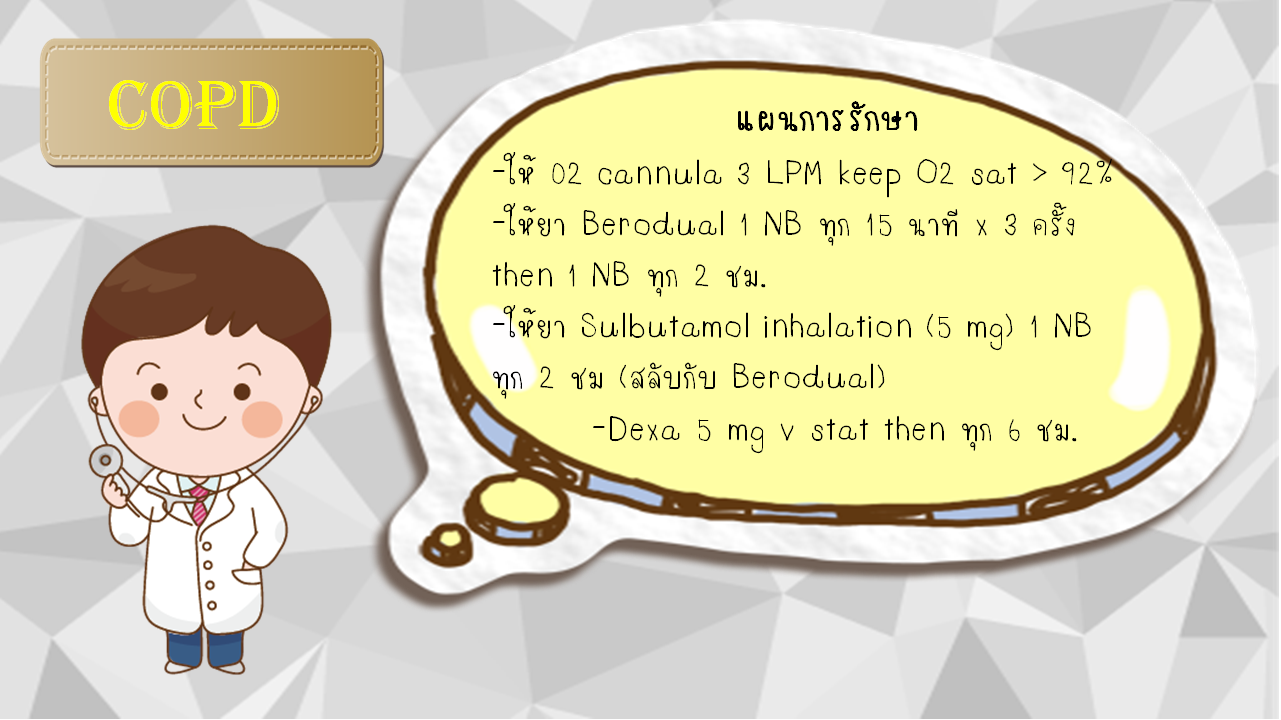 COPD
แผนการรักษา
-ให้ O2 cannula 3 LPM keep O2 sat > 92%
-ให้ยา Berodual 1 NB ทุก 15 นาที x 3 ครั้ง
then 1 NB ทุก 2 ชม.
-ให้ยา Sulbutamol inhalation (5 mg) 1 NB
ทุก 2 ชม (สลับกับ Berodual)
-Dexa 5 mg v stat then ทุก 6 ชม.